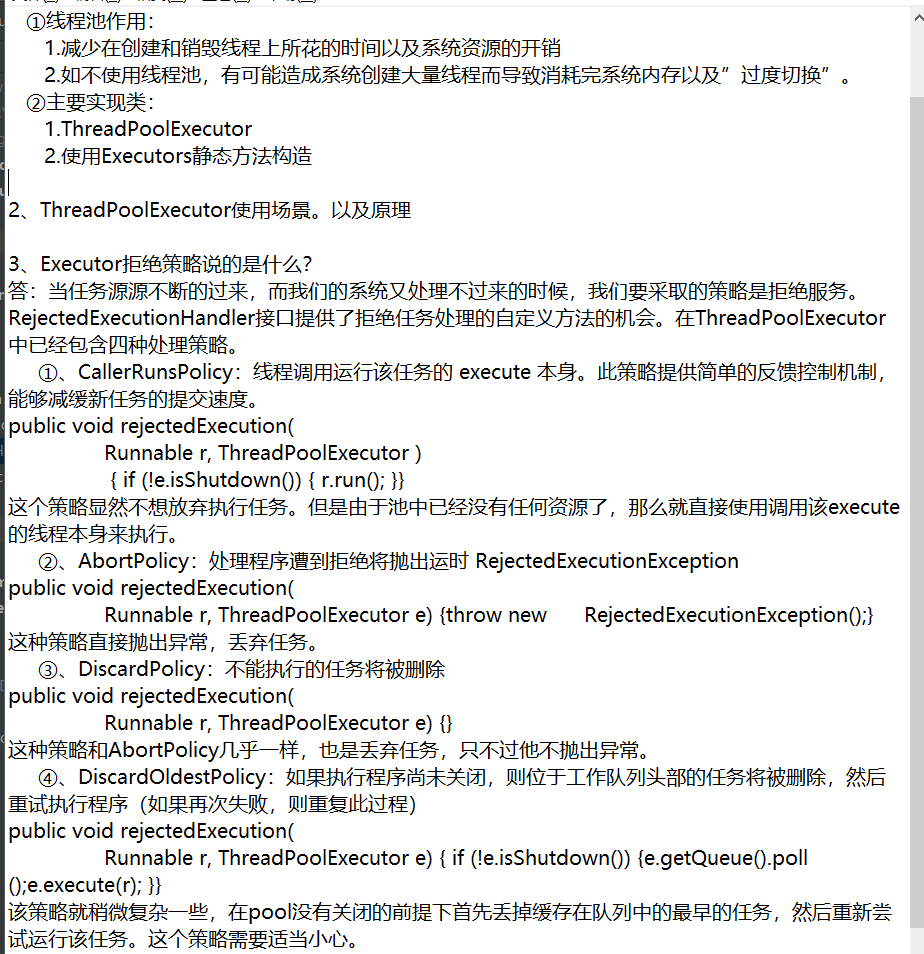 ①线程池作用：
1.减少在创建和销毁线程上所花的时间以及系统资源的开销
2.如不使用线程池，有可能造成系统创建大量线程而导致消耗完系统内存以及”过度切换”。
②主要实现类：
1.ThreadPoolExecutor
2.使用Executors静态方法构造
2、ThreadPoolExecutor使用场景。以及原理
3、Executor拒绝策略说的是什么？
答：当任务源源不断的过来，而我们的系统又处理不过来的时候，我们要采取的策略是拒绝服务。
RejectedExecutionHandler接口提供了拒绝任务处理的自定义方法的机会。在ThreadPoolExecutor
中已经包含四种处理策略。
①、CallerRunsPolicy：线程调用运行该任务的 execute 本身。此策略提供简单的反馈控制机制，
能够减缓新任务的提交速度。
public void rejectedExecution(
Runnable r, ThreadPoolExecutor )
{ if (!e.isShutdown()) { r.run(); }}
这个策略显然不想放弃执行任务。但是由于池中已经没有任何资源了，那么就直接使用调用该execute
的线程本身来执行。
②、AbortPolicy：处理程序遭到拒绝将抛出运时 RejectedExecutionException
public void rejectedExecution(
Runnable r, ThreadPoolExecutor e) {throw new RejectedExecutionException();}
这种策略直接抛出异常，丢弃任务。
③、DiscardPolicy：不能执行的任务将被删除
public void rejectedExecution(
Runnable r, ThreadPoolExecutor e) {}
这种策略和AbortPolicy几乎一样，也是丢弃任务，只不过他不抛出异常。
④、DiscardOldestPolicy：如果执行程序尚未关闭，则位于工作队列头部的任务将被删除，然后
重试执行程序（如果再次失败，则重复此过程）
public void rejectedExecution(
Runnable r, ThreadPoolExecutor e) { if (!e.isShutdown()) {e.getQueue().poll
();e.execute(r); }}
该策略就稍微复杂一些，在pool没有关闭的前提下首先丢掉缓存在队列中的最早的任务，然后重新尝
试运行该任务。这个策略需要适当小心。